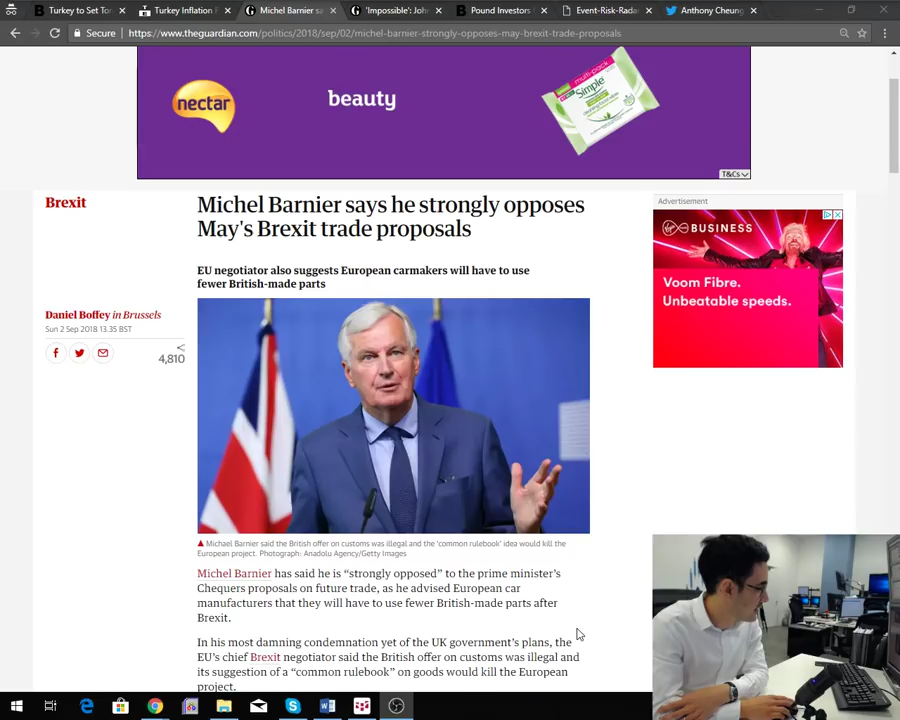 Turkey to Set Tor
Turkey Inflation F
Michel Barnier sa
'Impossible': John
Pound Investors E
Event-Risk-Rada
Anthony Cheung
Secure
https://www.theguardian.com/politics/2018/sep/02/michel-barnier-strongly-opposes-may-brexit-trade-proposals
nectar
beauty
multi-pack
Simple
T&Cs
Brexit
Michel Barnier says he strongly opposes
May's Brexit trade proposals
EU negotiator also suggests European carmakers will have to use
fewer British-made parts
Daniel Boffey in Brussels
Sun 2 Sep 2018 13.35 BST
4,810
Advertisement
BUSINESS
Voom Fibre.
Unbeatable speeds.
Michael Barnier said the British offer on customs was illegal and the 'common rulebook' idea would kill the
European project. Photograph: Anadolu Agency/Getty Images
Michel Barnier has said he is “strongly opposed” to the prime minister’s
Chequers proposals on future trade, as he advised European car
manufacturers that they will have to use fewer British-made parts after
Brexit.
In his most damning condemnation yet of the UK government’s plans, the
EU’s chief Brexit negotiator said the British offer on customs was illegal and
its suggestion of a “common rulebook” on goods would kill the European
project.